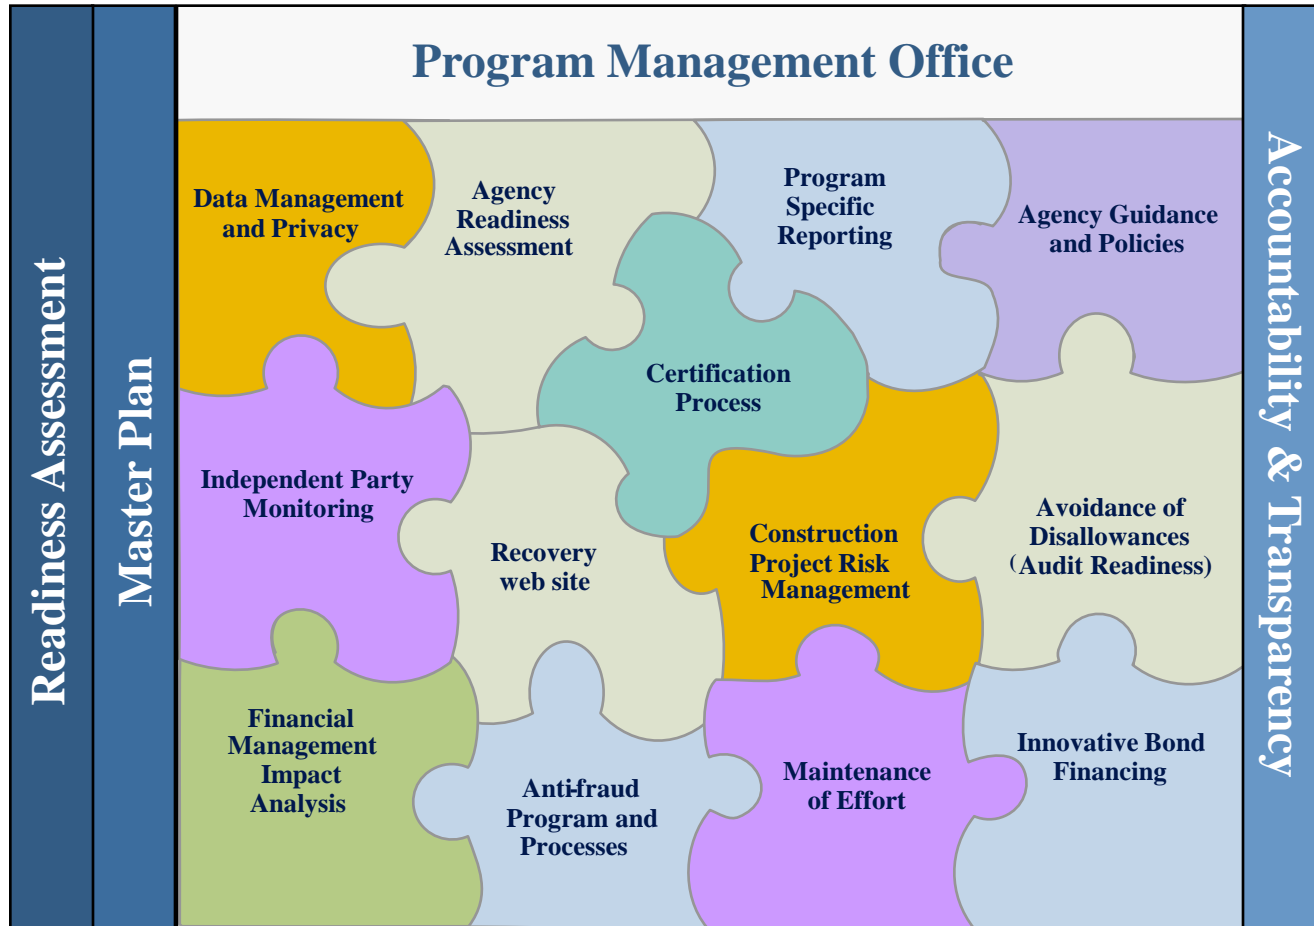 Program Management Office
Readiness Assessment
Master Plan
Data Management
and Privacy
Agency
Readiness
Assessment
Program
Specific
Reporting
Agency Guidance
and Policies
Certification
Process
Independent Party
Monitoring
Recovery
web site
Construction
Project Risk
Management
Avoidance of
Disallowances
(Audit Readiness)
Financial
Management
Impact
Analysis
Anti-fraud
Program and
Processes
Maintenance
of Effort
Innovative Bond
Financing
Accountability & Transparency